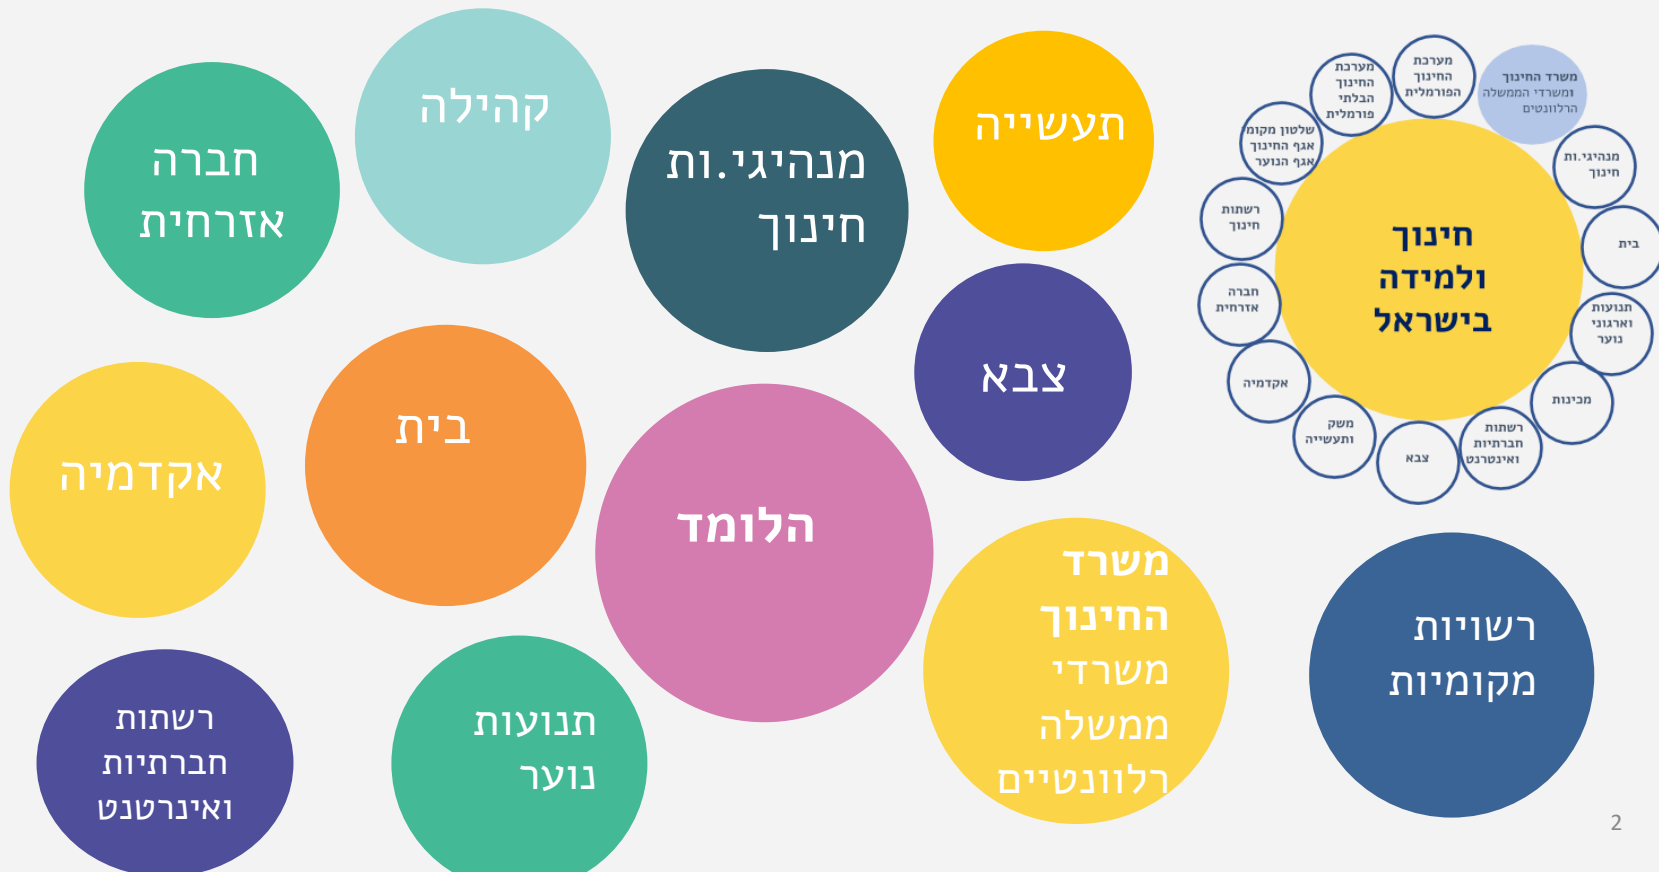 קהילה
תעשייה
מנהיגי.ות
חינוך
חברה
אזרחית
צבא
בית
אקדמיה
הלומד
משרד
החינוך
משרדי
ממשלה
רלוונטיים
רשויות
מקומיות
תנועות
נוער
רשתות
חברתיות
ואינרטנט
חינוך
ולמידה
בישראל
משרד החינוך
ומשרדי הממשלה
הרלוונטים
מנהיגי.ות
חינוך
בית
תנועות
וארגוני
נוער
מכינות
רשתות
חברתיות
ואינטרנט
צבא
משק
ותעשייה
אקדמיה
חברה
אזרחית
רשתות
חינוך
שלטון מקומי
אגף החינוך
אגף הנוער
מערכת
החינוך
הבלתי
פורמלית
מערכת
החינוך
הפורמלית
2